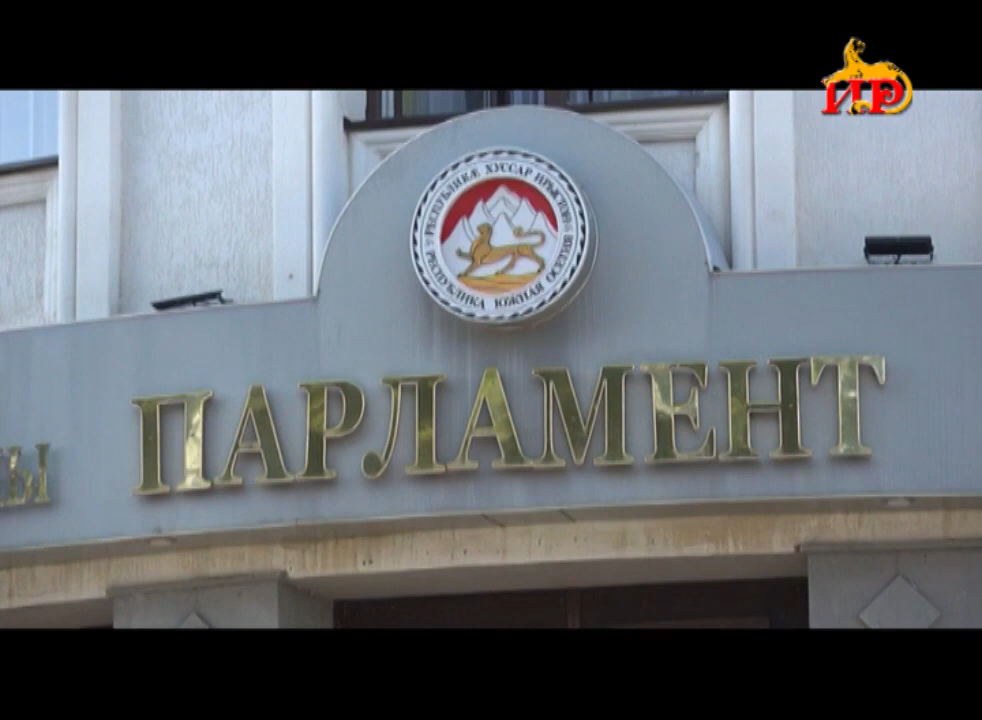 ИР
РЕСПУБЛИКÆ ХУССАР ИРЫСТОН
РЕСПУБЛИКА ЮЖНАЯ ОСЕТИЯ
ПАРЛАМЕНТ